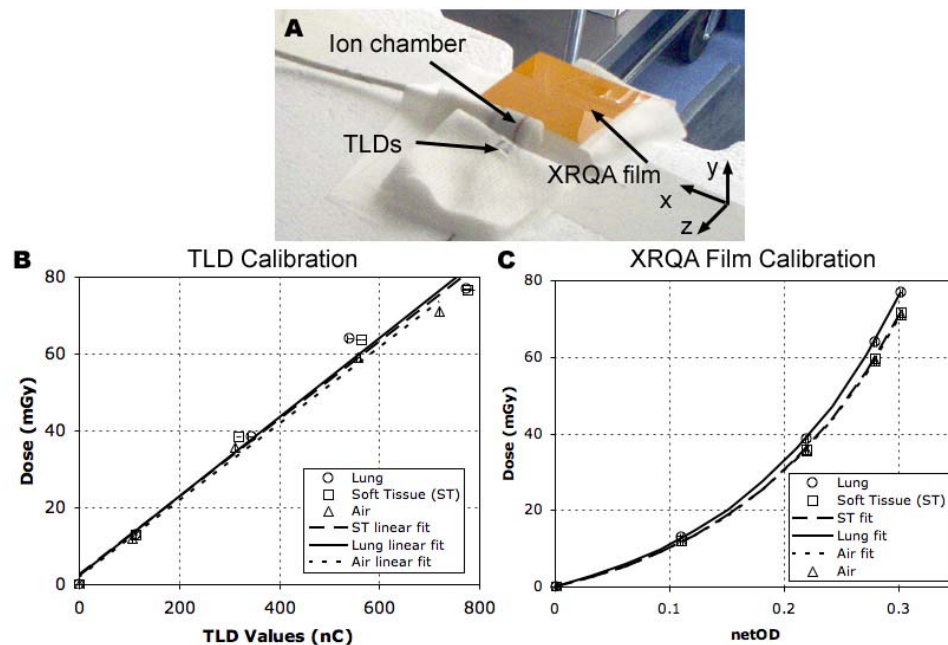 A
Ion chamber
TLDs
XRQA film
y
x
z
B
TLD Calibration
80
60
40
20
0
Dose (mGy)
0 200 400 600 800
TLD Values (nC)
Lung
Soft Tissue (ST)
Air
ST linear fit
Lung linear fit
Air linear fit
C
XRQA Film Calibration
80
60
40
20
0
Dose (mGy)
0 0.1 0.2 0.3
netOD
Lung
Soft Tissue (ST)
ST fit
Lung fit
Air fit
Air